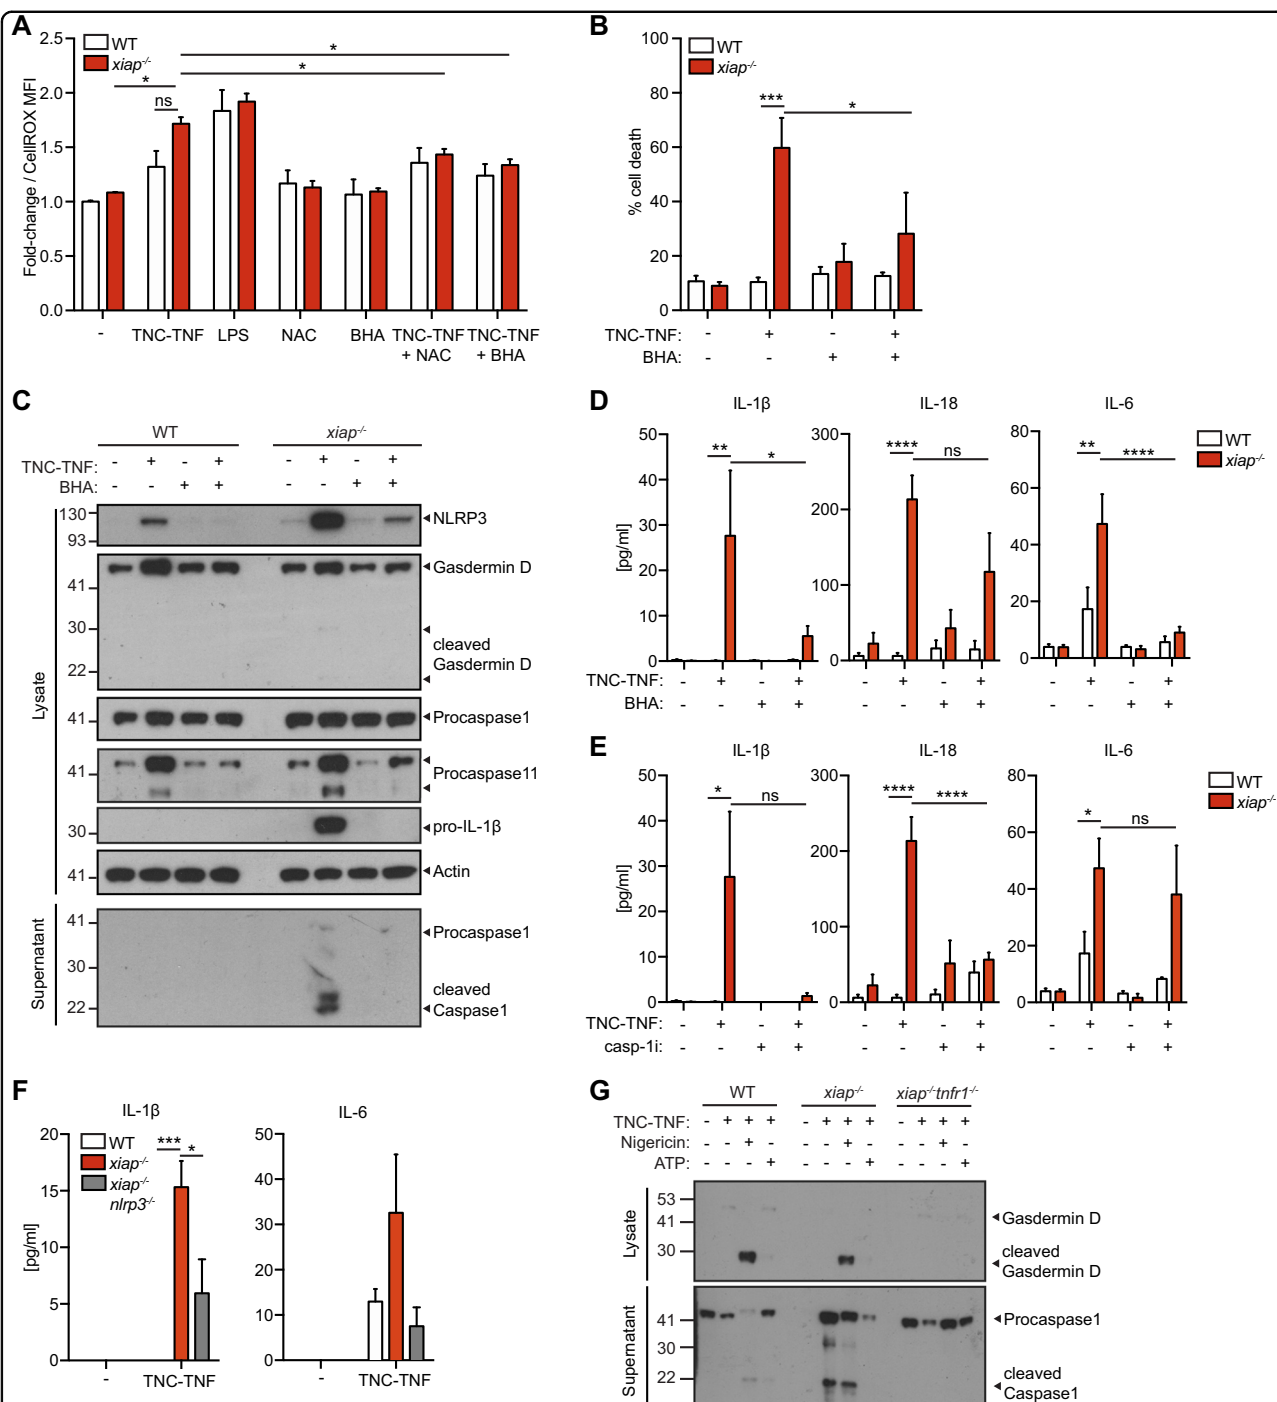 A
2.5
2.0
1.5
1.0
0.5
0.0
Fold-change / CellROX MFI
WT
xiap-/-
*
*
*
ns
- TNC-TNF LPS NAC BHA TNC-TNF TNC-TNF
+ NAC + BHA
B
100
80
60
40
20
0
% cell death
WT
xiap-/-
***
*
TNC-TNF: - + - +
BHA: - - + +
C
WT xiap-/-
TNC-TNF: - + - + - + - +
BHA: - - + + - - + +
Lysate
130
93
NLRP3
Gasdermin D
41
30
cleaved
Gasdermin D
22
41
Procaspase1
41
Procaspase11
30
pro-IL-1β
41
Actin
Supernatant
41
Procaspase1
30
cleaved
Caspase1
22
D
IL-1β IL-18 IL-6
WT
xiap-/-
[pg/ml]
50
40
30
20
10
0
**
*
300
200
100
0
****
ns
80
60
40
20
0
**
****
TNC-TNF: - + - + - + - + - + - +
BHA: - - + + - - + + - - + +
E
IL-1β IL-18 IL-6
WT
xiap-/-
[pg/ml]
50
40
30
20
10
0
*
ns
300
200
100
0
****
****
80
60
40
20
0
*
ns
TNC-TNF: - + - + - + - + - + - +
casp-1i: - - + + - - + + - - + +
F
IL-1β IL-6
20
15
10
5
0
[pg/ml]
WT
xiap-/-
xiap-/-
nlrp3-/-
***
*
- TNC-TNF
50
40
30
20
10
0
- TNC-TNF
G
WT xiap-/- xiap-/-tnfr1-/-
TNC-TNF: - + + + - + + + - + + +
Nigericin: - - + - - - + - - - + -
ATP: - - - + - - - + - - - +
Lysate
53
41
30
Gasdermin D
cleaved
Gasdermin D
Supernatant
41
30
22
Procaspase1
cleaved
Caspase1